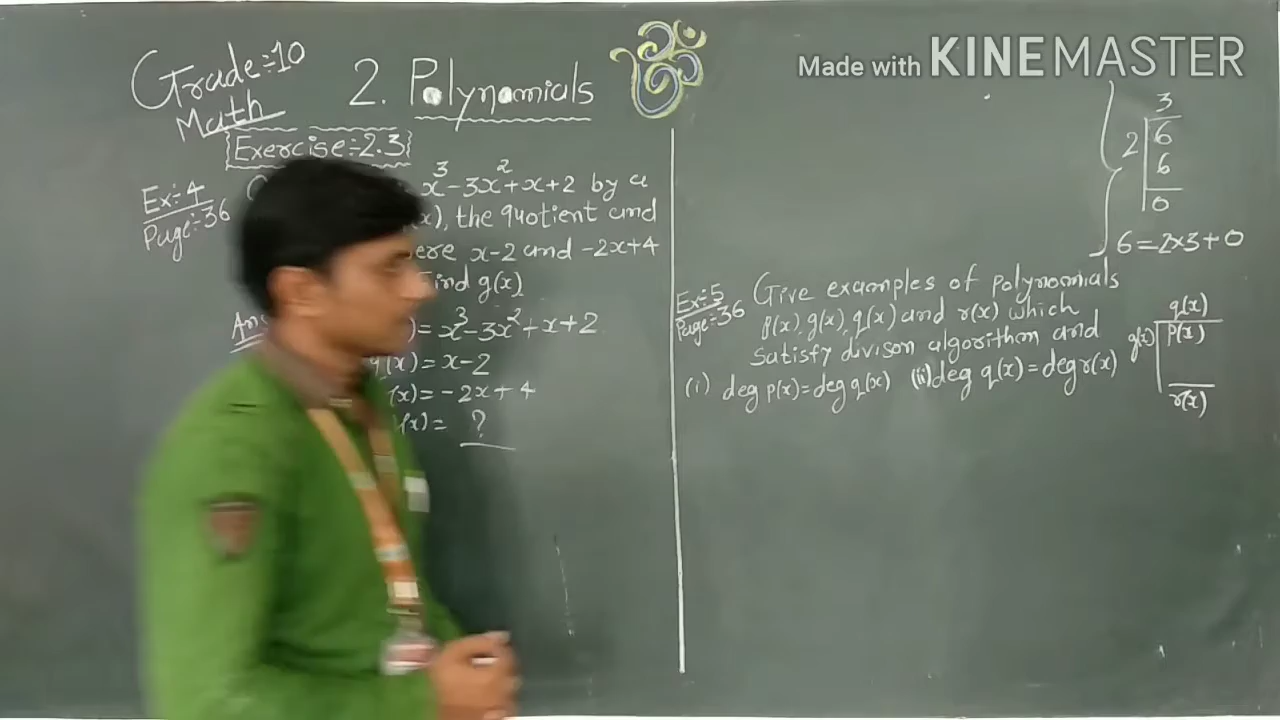 Grade÷10
Math
2. Polynomials
Exercise÷2.3
Ex÷4
Page÷36
x³-3x²+x+2 by a
x), the quotient and
ere x-2 and -2x+4
find g(x)
Ans
)=x³-3x²+x+2
q(x)=x-2
(x)=-2x+4
(x)= ?
Made with KINEMASTER
3
2 6
6
0
6=2x3+0
Ex÷5
Page÷36
Give examples of polynomials
p(x), g(x), q(x) and r(x) which
satisfy divison algorithm and
(i) deg p(x)=deg q(x) (ii) deg q(x)=deg r(x)
q(x)
g(x) p(x)
r(x)